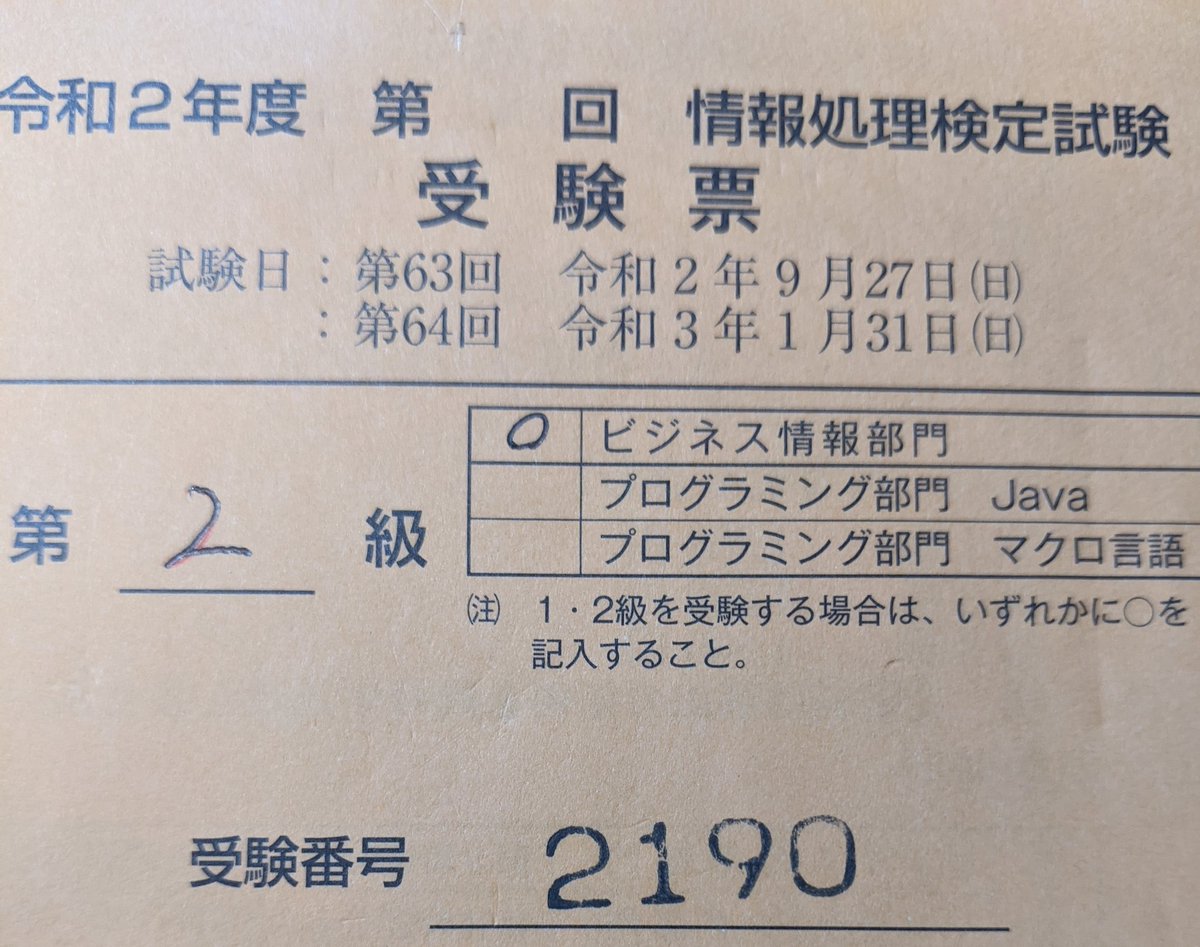 令和2年度 第 回 情報処理検定試験
受験票
試験日：第63回 令和2年9月27日(日)
：第64回 令和3年1月31日(日)
第 2 級
○ ビジネス情報部門
プログラミング部門 Java
プログラミング部門 マクロ言語
(注) 1・2級を受験する場合は、いずれかに○を
記入すること。
受験番号 2190